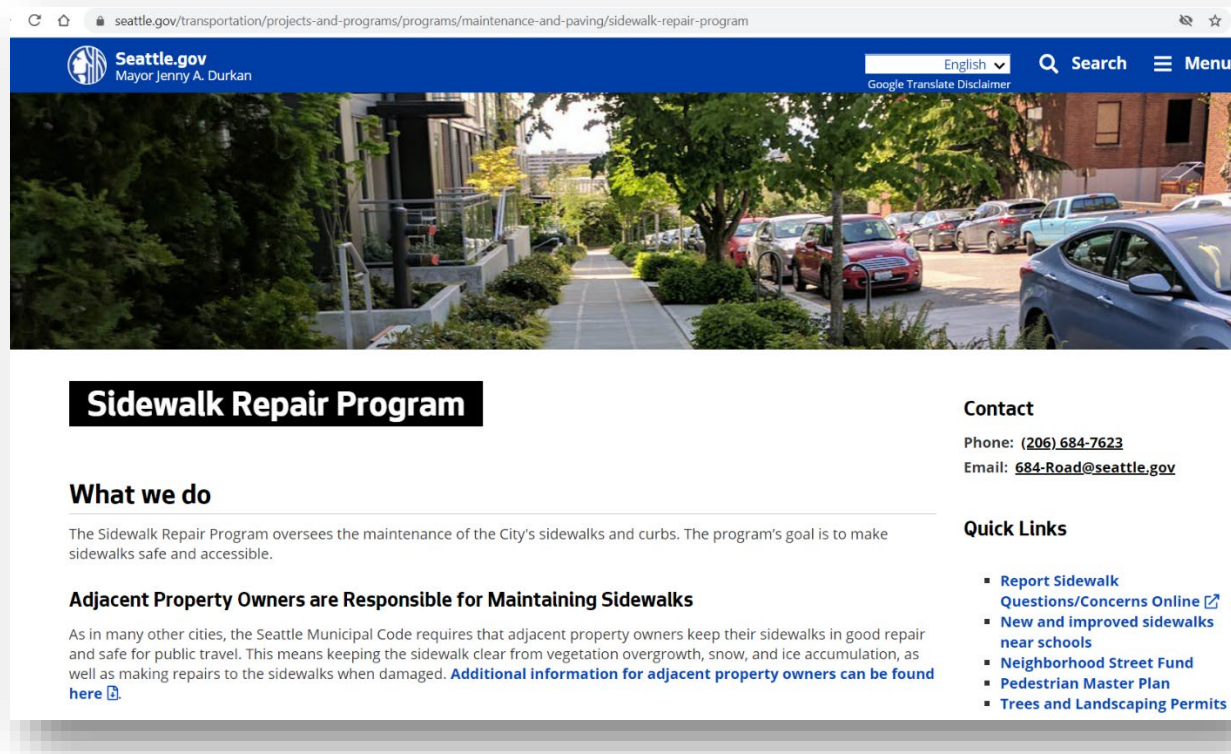 seattle.gov/transportation/projects-and-programs/programs/maintenance-and-paving/sidewalk-repair-program
Seattle.gov
Mayor Jenny A. Durkan
English
Google Translate Disclaimer
Search
Menu
Sidewalk Repair Program
What we do
The Sidewalk Repair Program oversees the maintenance of the City's sidewalks and curbs. The program's goal is to make
sidewalks safe and accessible.
Adjacent Property Owners are Responsible for Maintaining Sidewalks
As in many other cities, the Seattle Municipal Code requires that adjacent property owners keep their sidewalks in good repair
and safe for public travel. This means keeping the sidewalk clear from vegetation overgrowth, snow, and ice accumulation, as
well as making repairs to the sidewalks when damaged. Additional information for adjacent property owners can be found
here.
Contact
Phone: (206) 684-7623
Email: 684-Road@seattle.gov
Quick Links
Report Sidewalk
Questions/Concerns Online
New and improved sidewalks
near schools
Neighborhood Street Fund
Pedestrian Master Plan
Trees and Landscaping Permits